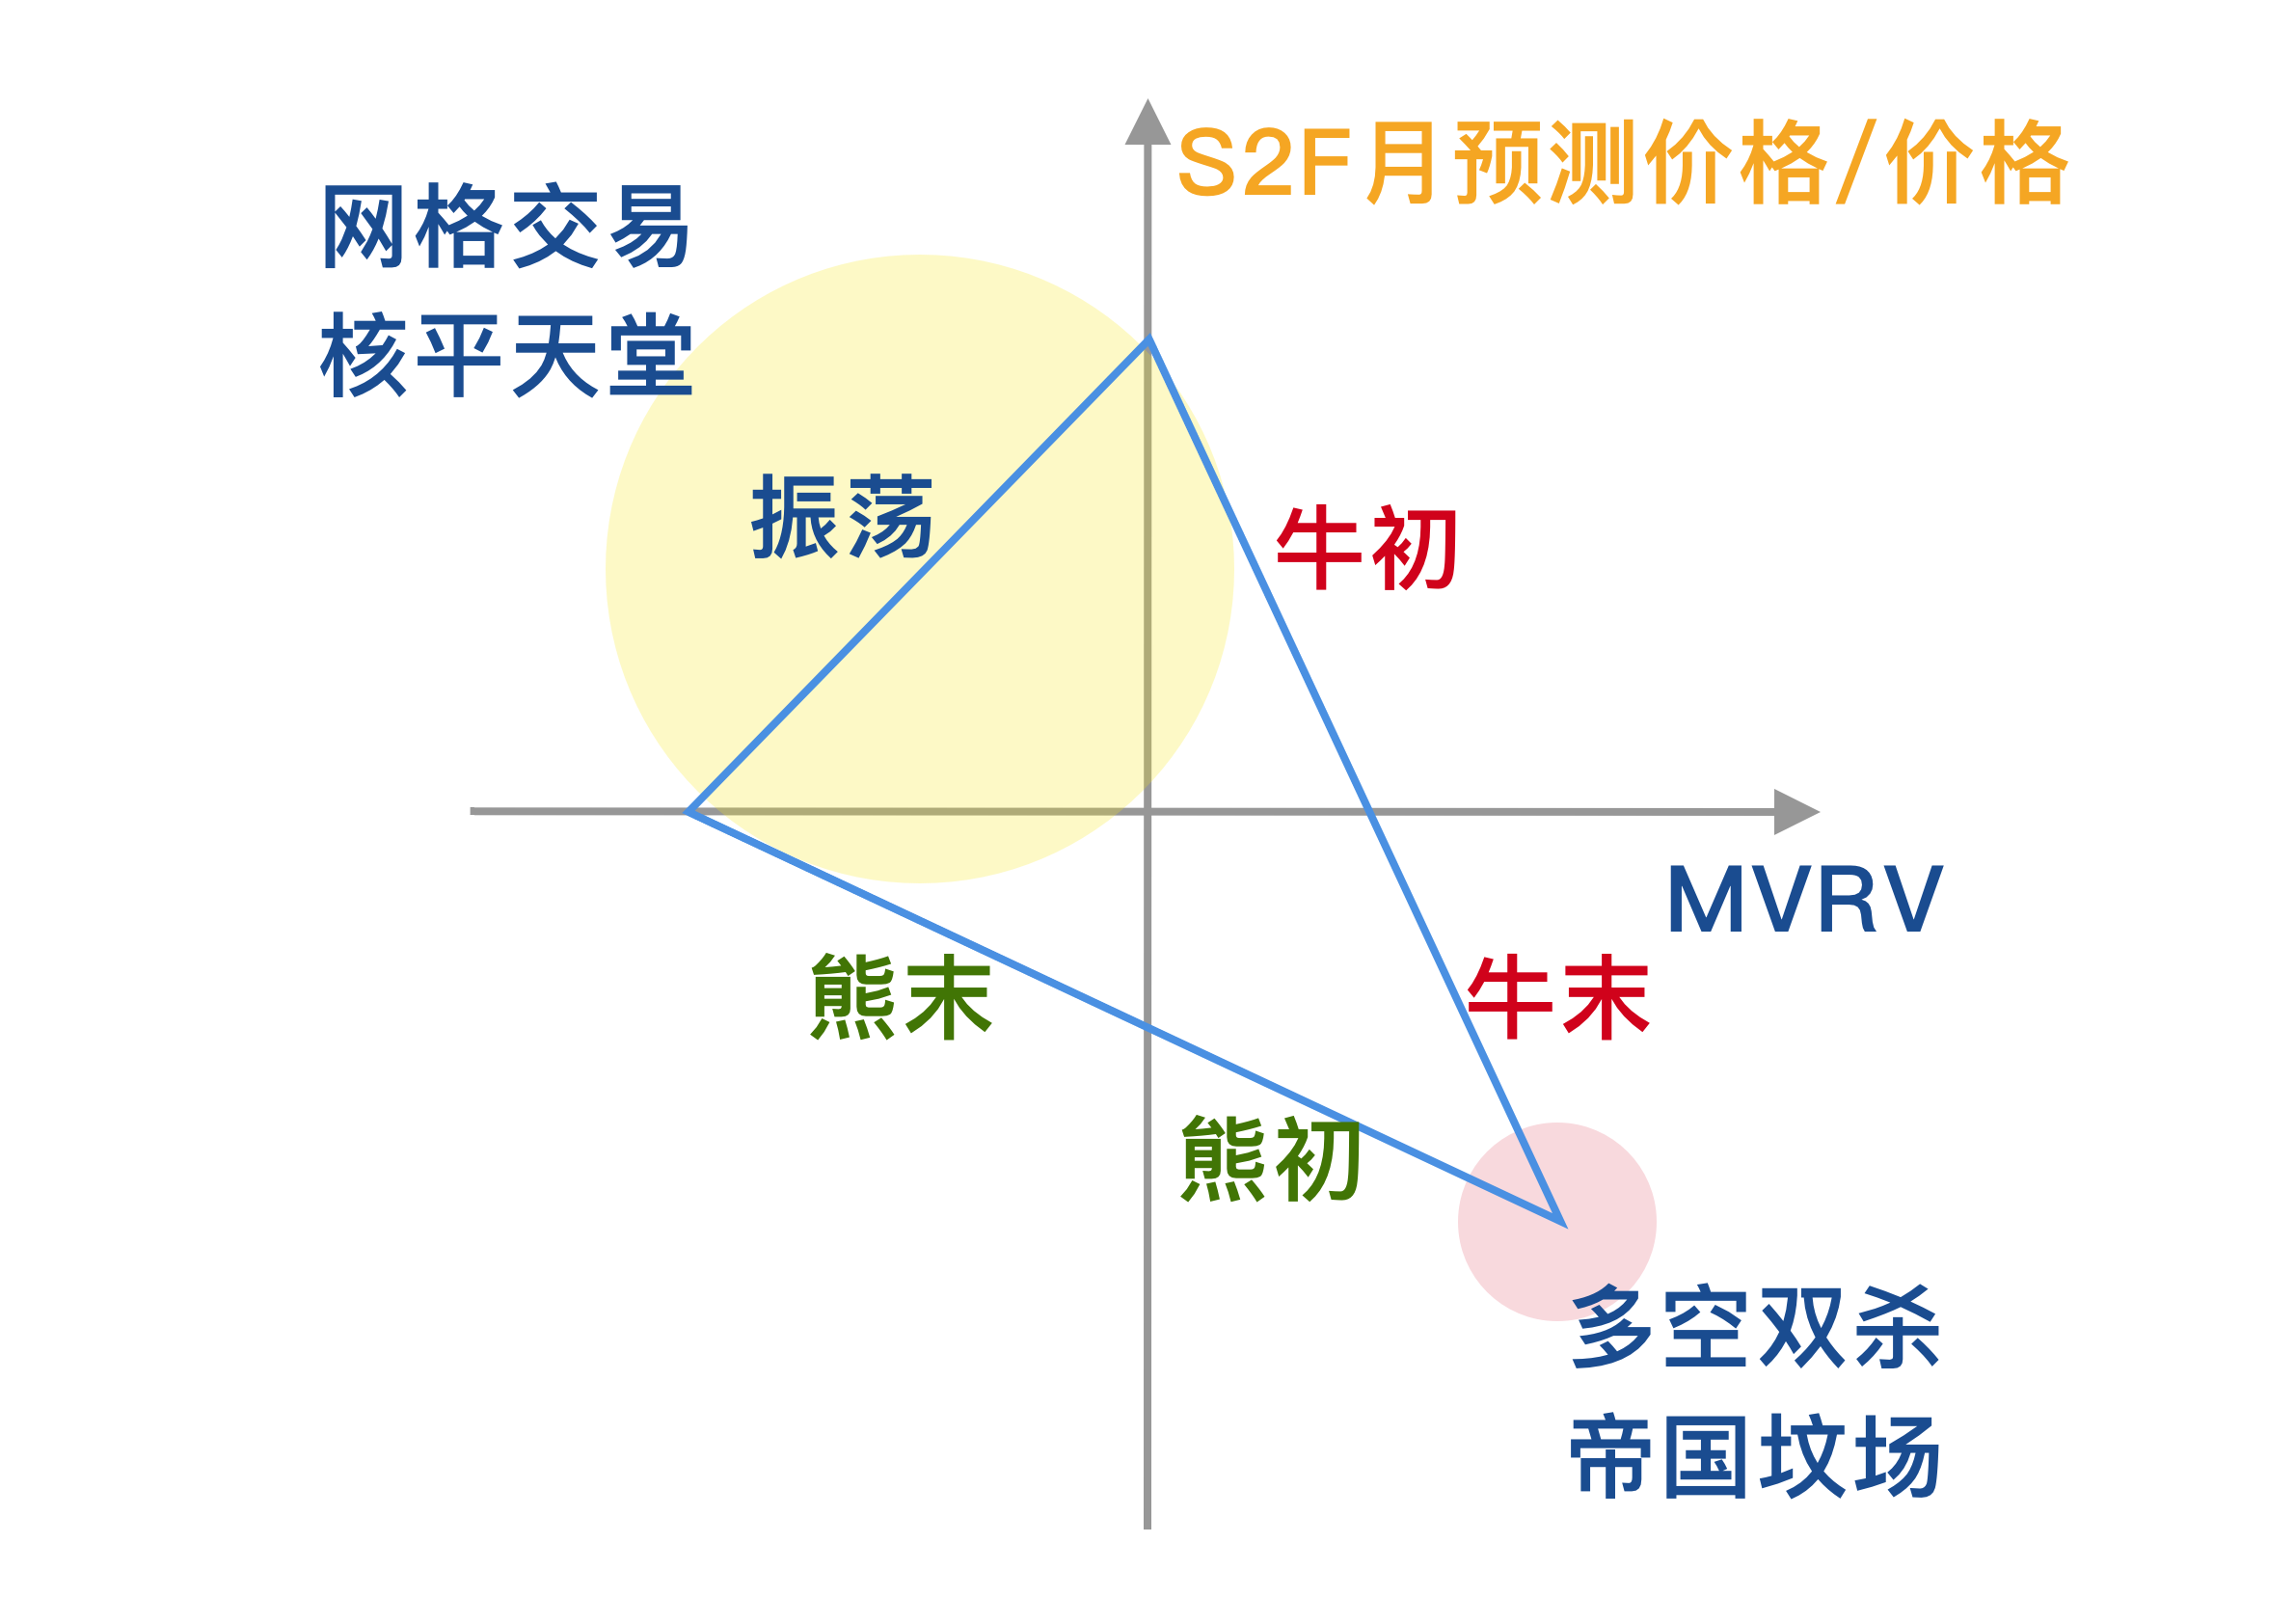 S2F月预测价格/价格
网格交易
核平天堂
振荡
牛初
MVRV
熊末
牛末
熊初
多空双杀
帝国坟场